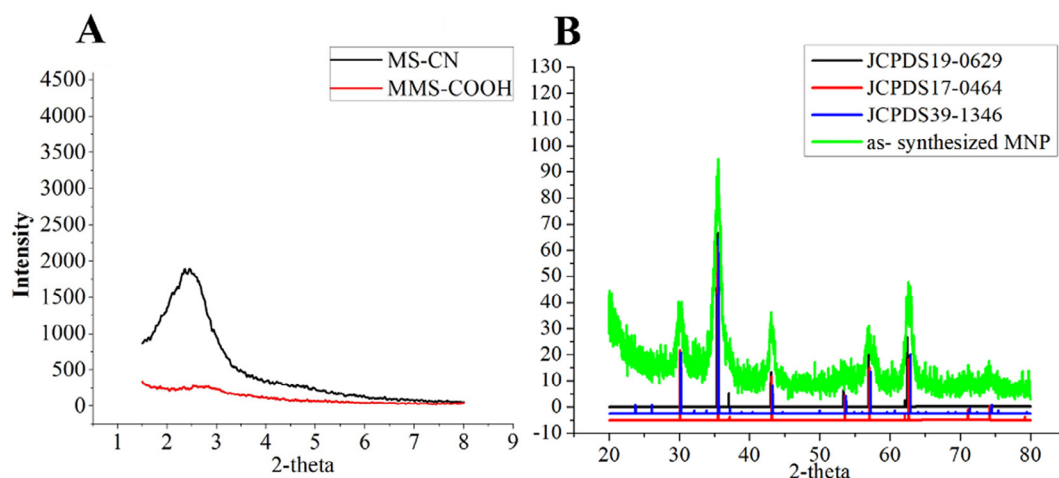 A
MS-CN
MMS-COOH
4500
4000
3500
3000
2500
2000
1500
1000
500
0
Intensity
1 2 3 4 5 6 7 8 9
2-theta
B
JCPDS19-0629
JCPDS17-0464
JCPDS39-1346
as- synthesized MNP
130
120
110
100
90
80
70
60
50
40
30
20
10
0
-10
20 30 40 50 60 70 80
2-theta